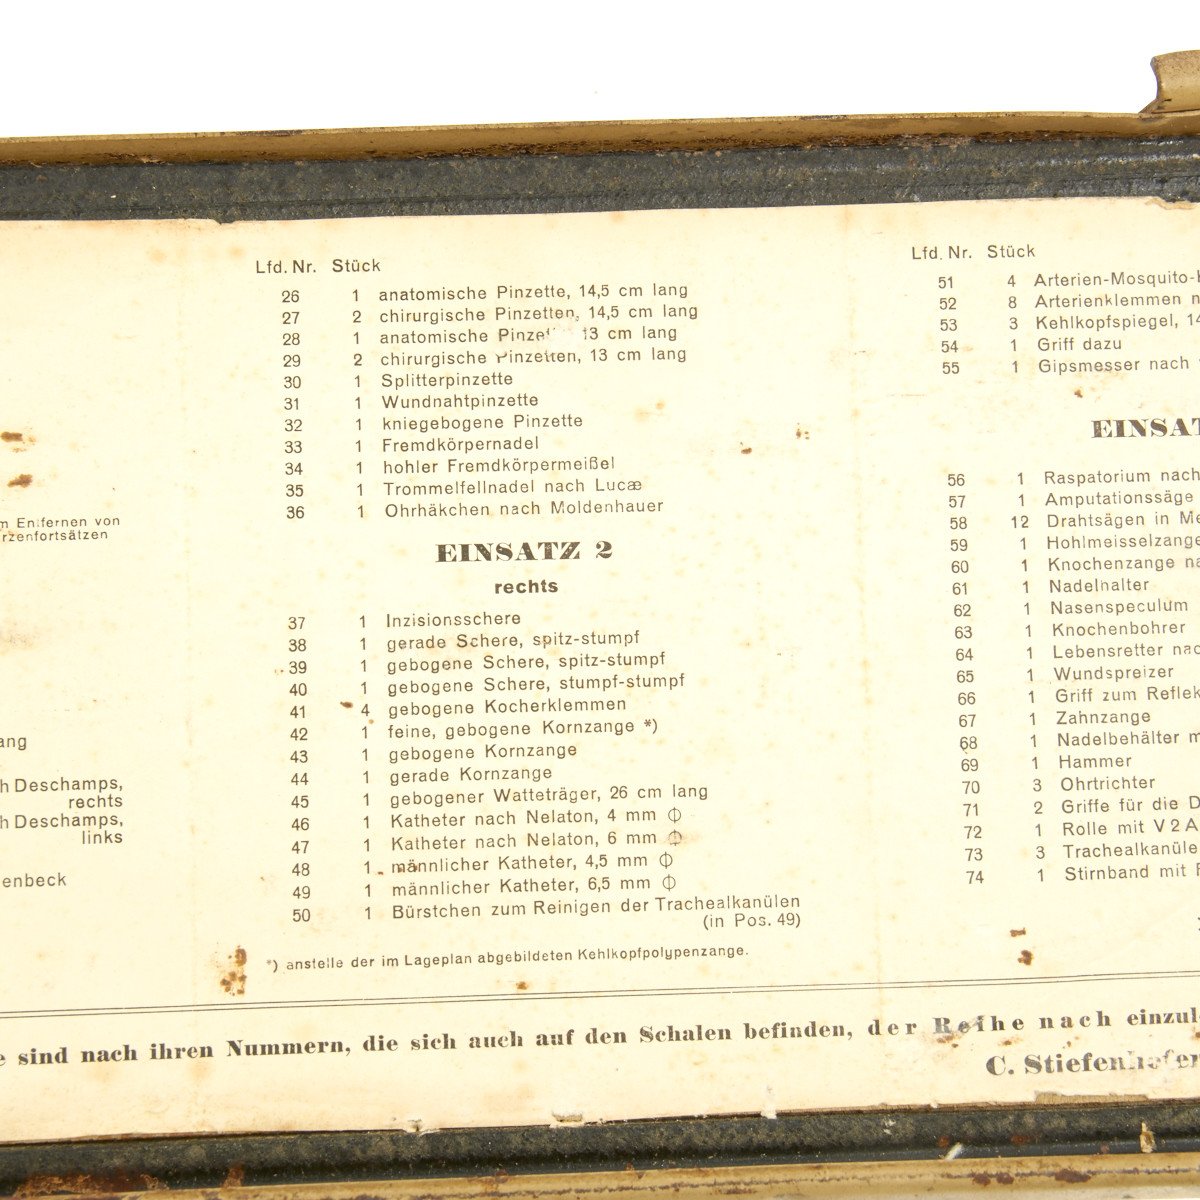 m Entfernen von
rzenfortsätzen
ang
h Deschamps,
rechts
h Deschamps,
links
enbeck
Lfd. Nr. Stück
26 1 anatomische Pinzette, 14,5 cm lang
27 2 chirurgische Pinzetten, 14,5 cm lang
28 1 anatomische 13 cm lang
29 2 chirurgische Pinzetten, 13 cm lang
30 1 Splitterpinzette
31 1 Wundnahtpinzette
32 1 kniegebogene Pinzette
33 1 Fremdkörpernadel
34 1 hohler Fremdkörpermeißel
35 1 Trommelfellnadel nach Lucæ
36 1 Ohrhäkchen nach Moldenhauer
EINSATZ 2
rechts
37 1 Inzisionsschere
38 1 gerade Schere, spitz-stumpf
39 1 gebogene Schere, spitz-stumpf
40 1 gebogene Schere, stumpf-stumpf
41 4 gebogene Kocherklemmen
42 1 feine, gebogene Kornzange *)
43 1 gebogene Kornzange
44 1 gerade Kornzange
45 1 gebogener Watteträger, 26 cm lang
46 1 Katheter nach Nelaton, 4 mm ϕ
47 1 Katheter nach Nelaton, 6 mm ϕ
48 1 männlicher Katheter, 4,5 mm ϕ
49 1 männlicher Katheter, 6,5 mm ϕ
50 1 Bürstchen zum Reinigen der Trachealkanülen
(in Pos. 49)
*) anstelle der im Lageplan abgebildeten Kehlkopfpolypenzange.
Lfd. Nr. Stück
51 4 Arterien-Mosquito-
52 8 Arterienklemmen n
53 3 Kehlkopfspiegel, 14
54 1 Griff dazu
55 1 Gipsmesser nach
EINSAT
56 1 Raspatorium nach
57 1 Amputationssäge
58 12 Drahtsägen in Me
59 1 Hohlmeisselzange
60 1 Knochenzange na
61 1 Nadelhalter
62 1 Nasenspeculum
63 1 Knochenbohrer
64 1 Lebensretter nac
65 1 Wundspreizer
66 1 Griff zum Reflek
67 1 Zahnzange
68 1 Nadelbehälter m
69 1 Hammer
70 3 Ohrtrichter
71 2 Griffe für die D
72 1 Rolle mit V2A
73 3 Trachealkanüle
74 1 Stirnband mit
e sind nach ihren Nummern, die sich auch auf den Schalen befinden, der Reihe nach einzul
C. Stiefenhofer